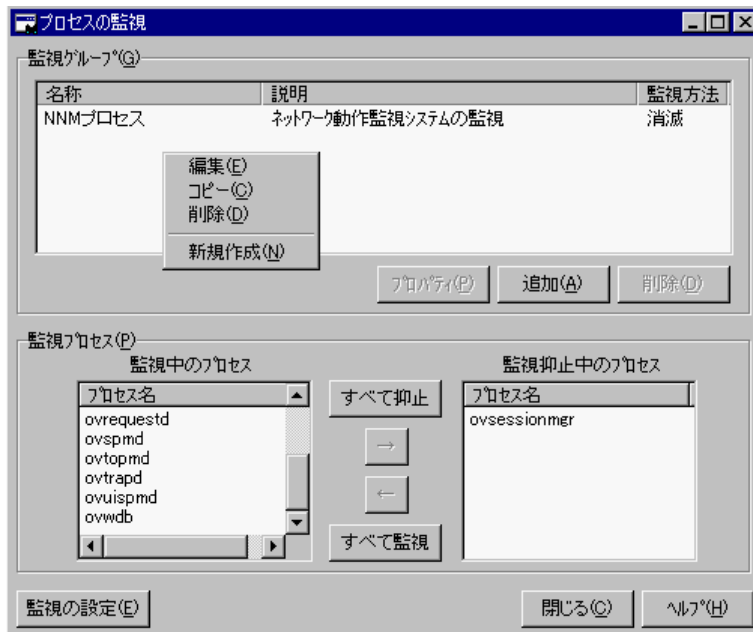 プロセスの監視
監視ｸﾞﾙｰﾌﾟ(G)
名称 説明 監視方法
NNMプロセス ﾈｯﾄﾜｰｸ動作監視ｼｽﾃﾑの監視 消滅
編集(E)
コピー(C)
削除(D)
新規作成(N)
ﾌﾟﾛﾊﾟﾃｨ(P) 追加(A) 削除(D)
監視ﾌﾟﾛｾｽ(P)
監視中のﾌﾟﾛｾｽ 監視抑止中のﾌﾟﾛｾｽ
ﾌﾟﾛｾｽ名 すべて抑止 ﾌﾟﾛｾｽ名
ovrequestd ovsessionmgr
ovspmd
ovtopmd →
ovtrapd
ovuispmd ←
ovwdb
すべて監視
監視の設定(E) 閉じる(C) ﾍﾙﾌﾟ(H)